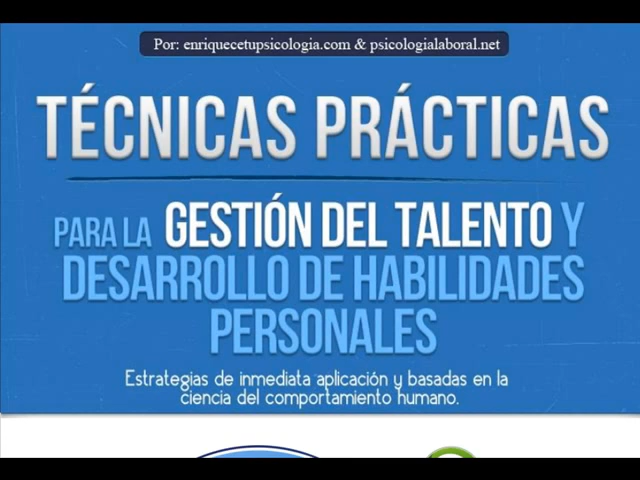 Por: enriquecetupsicologia.com & psicologialaboral.net
TÉCNICAS PRÁCTICAS
PARA LA GESTIÓN DEL TALENTO Y
DESARROLLO DE HABILIDADES
PERSONALES
Estrategias de inmediata aplicación y basadas en la
ciencia del comportamiento humano.